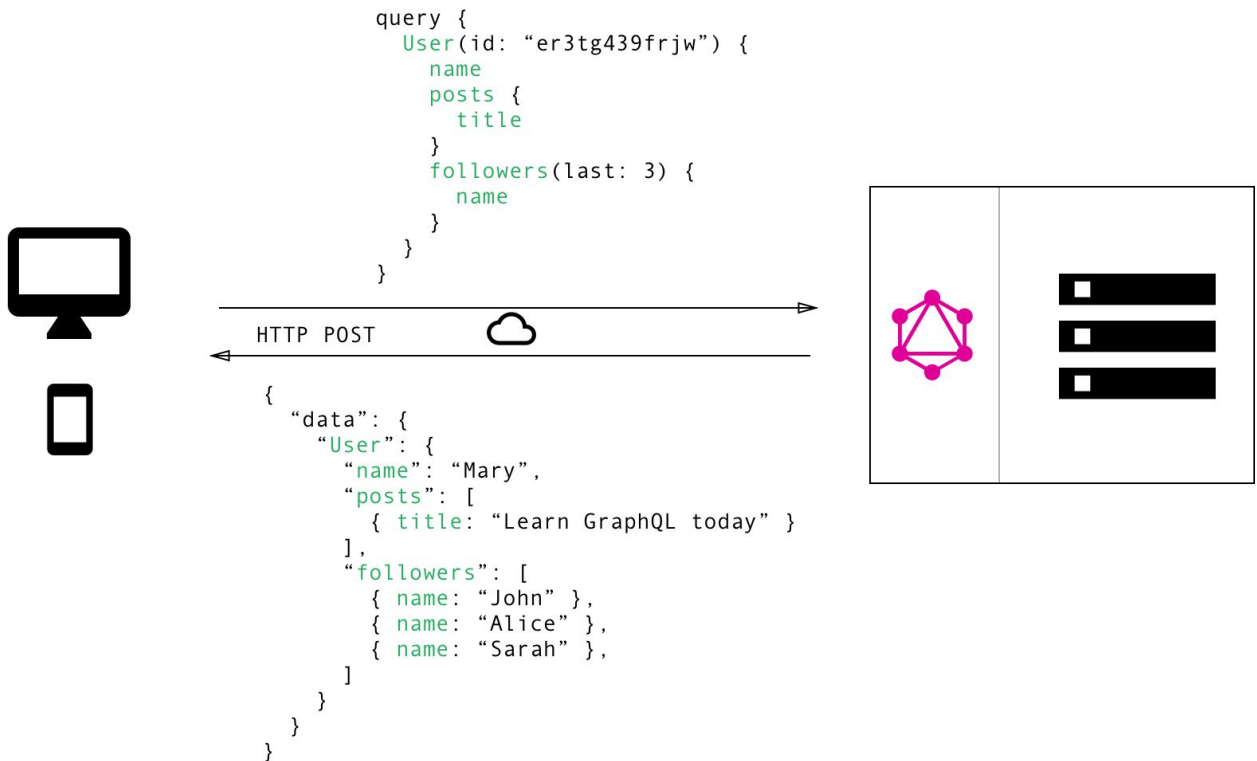 query {
  User(id: “er3tg439frjw”) {
    name
    posts {
      title
    }
    followers(last: 3) {
      name
    }
  }
}
HTTP POST
{
  “data”: {
    “User”: {
      “name”: “Mary”,
      “posts”: [
        { title: “Learn GraphQL today” }
      ],
      “followers”: [
        { name: “John” },
        { name: “Alice” },
        { name: “Sarah” },
      ]
    }
  }
}